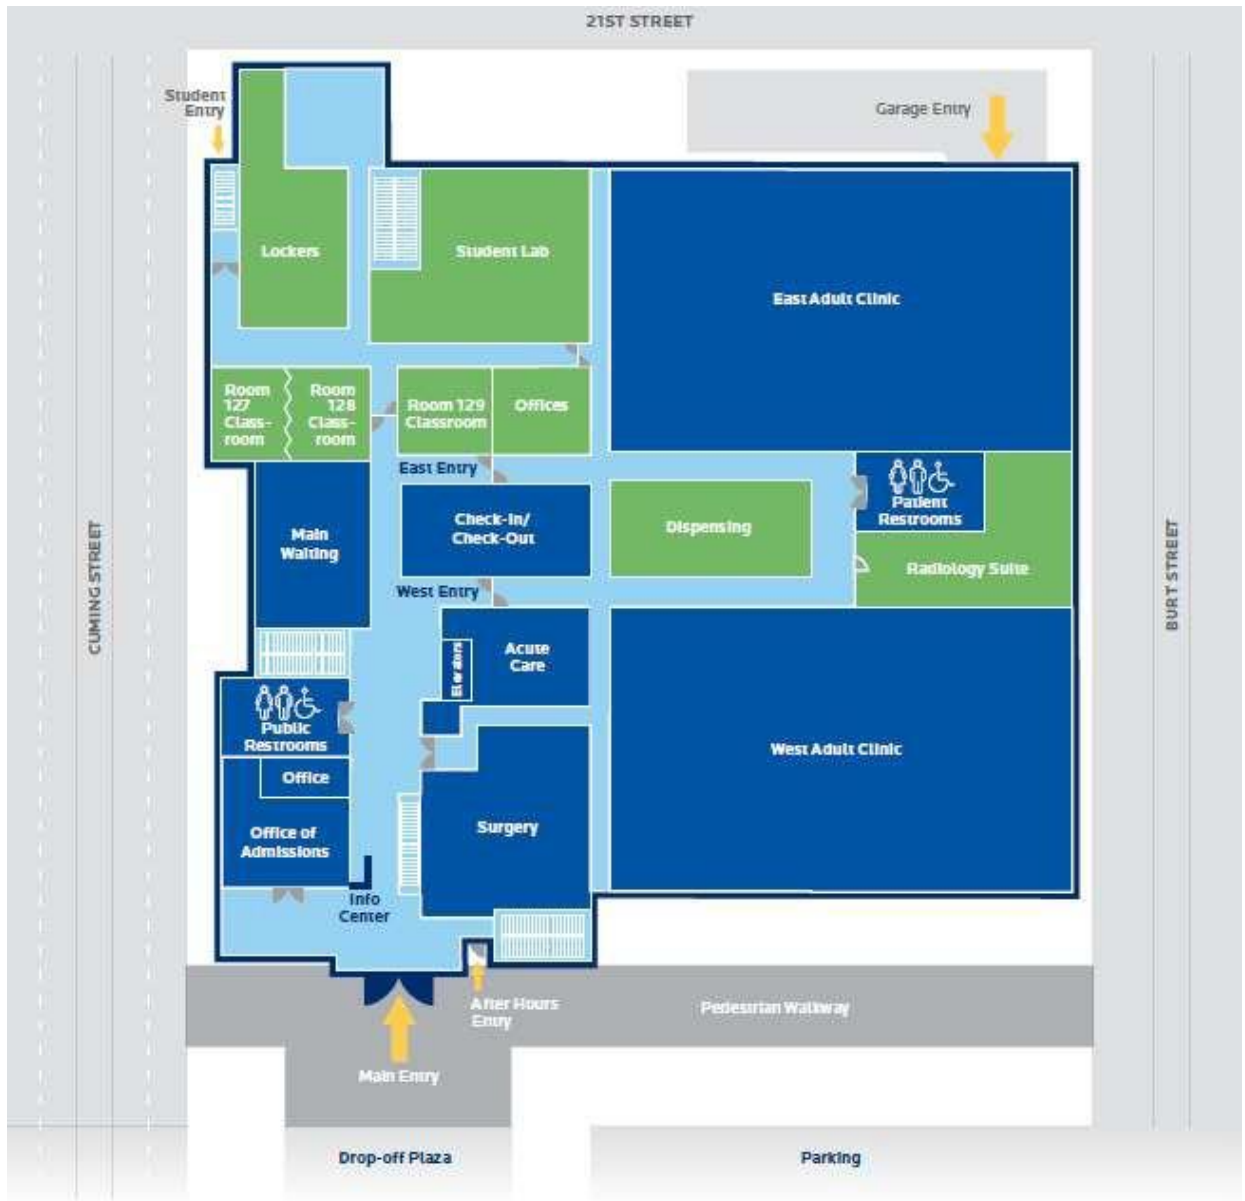 21ST STREET
Student
Entry
Garage Entry
Lockers
Student Lab
East Adult Clinic
Room
127
Class-
room
Room
128
Class-
room
Room 129
Classroom
Offices
East Entry
Main
Waiting
Check-In/
Check-Out
Dispensing
Patient
Restrooms
Radiology Suite
CUMING STREET
BURT STREET
West Entry
Elevators
Acute
Care
Public
Restrooms
Office
West Adult Clinic
Office of
Admissions
Surgery
Info
Center
After Hours
Entry
Pedestrian Walkway
Main Entry
Drop-off Plaza
Parking